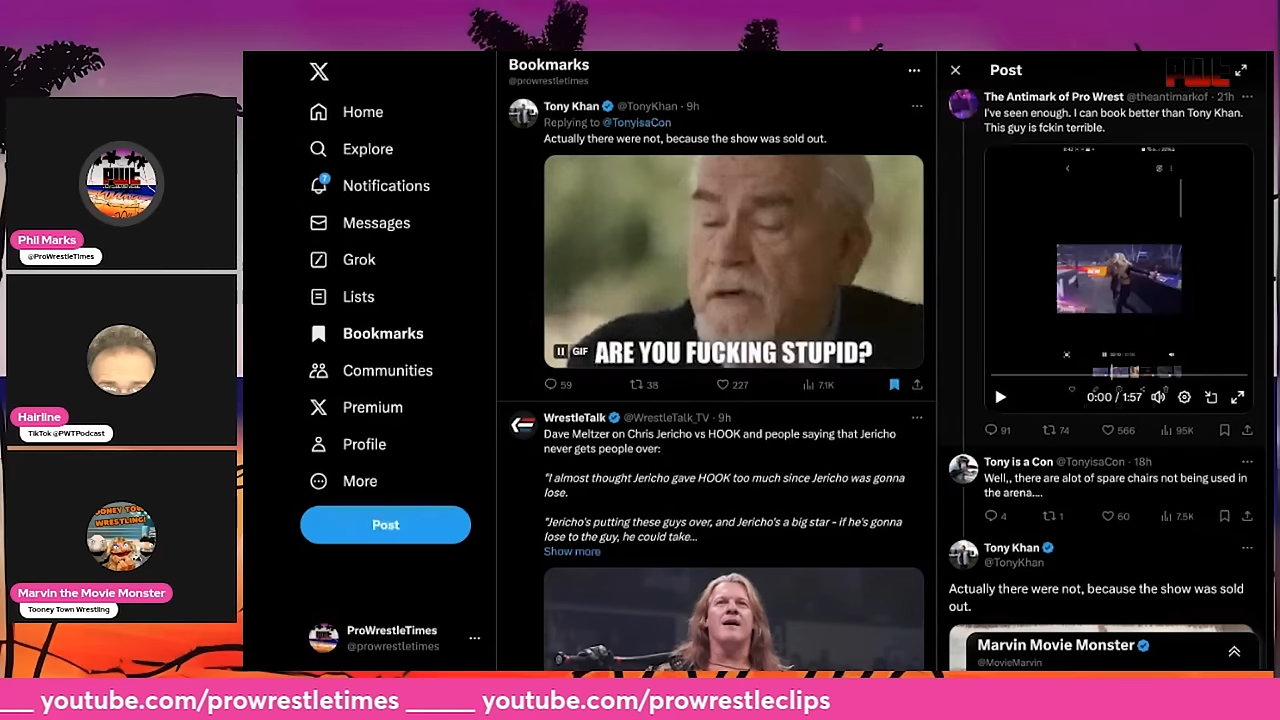 Phil Marks
@ProWrestleTimes
Hairline
TikTok @PWTPodcast
TOONEY TOWN
WRESTLING!
Marvin the Movie Monster
Tooney Town Wrestling
Home
Explore
7
Notifications
Messages
Grok
Lists
Bookmarks
Communities
Premium
Profile
More
Post
ProWrestleTimes
@prowrestletimes
Bookmarks
@prowrestletimes
Tony Khan @TonyKhan · 9h
Replying to @TonyisaCon
Actually there were not, because the show was sold out.
GIF ARE YOU FUCKING STUPID?
59 38 227 7.1K
WrestleTalk @WrestleTalk_TV · 9h
Dave Meltzer on Chris Jericho vs HOOK and people saying that Jericho
never gets people over:
"I almost thought Jericho gave HOOK too much since Jericho was gonna
lose.
"Jericho's putting these guys over, and Jericho's a big star - if he's gonna
lose to the guy, he could take...
Show more
Post
PWT
The Antimark of Pro Wrest @theantimarkof · 21h
I've seen enough. I can book better than Tony Khan.
This guy is fckin terrible.
0:00 / 1:57
91 74 566 95K
Tony is a Con @TonyisaCon · 18h
Well,, there are alot of spare chairs not being used in
the arena....
4 1 60 7.5K
Tony Khan
@TonyKhan
Actually there were not, because the show was sold
out.
Marvin Movie Monster
@MovieMarvin
youtube.com/prowrestletimes _____ youtube.com/prowrestleclips